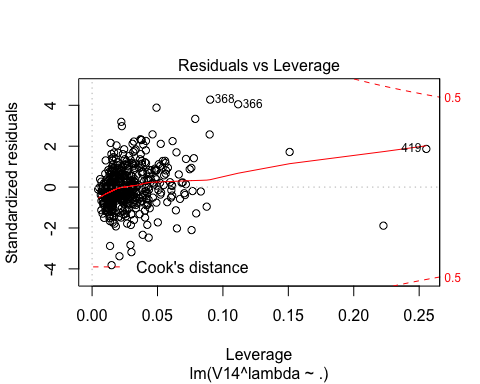 Residuals vs Leverage
Standardized residuals
4
2
0
-2
-4
368
366
419
0.5
0.5
Cook's distance
0.00 0.05 0.10 0.15 0.20 0.25
Leverage
lm(V14^lambda ~ .)